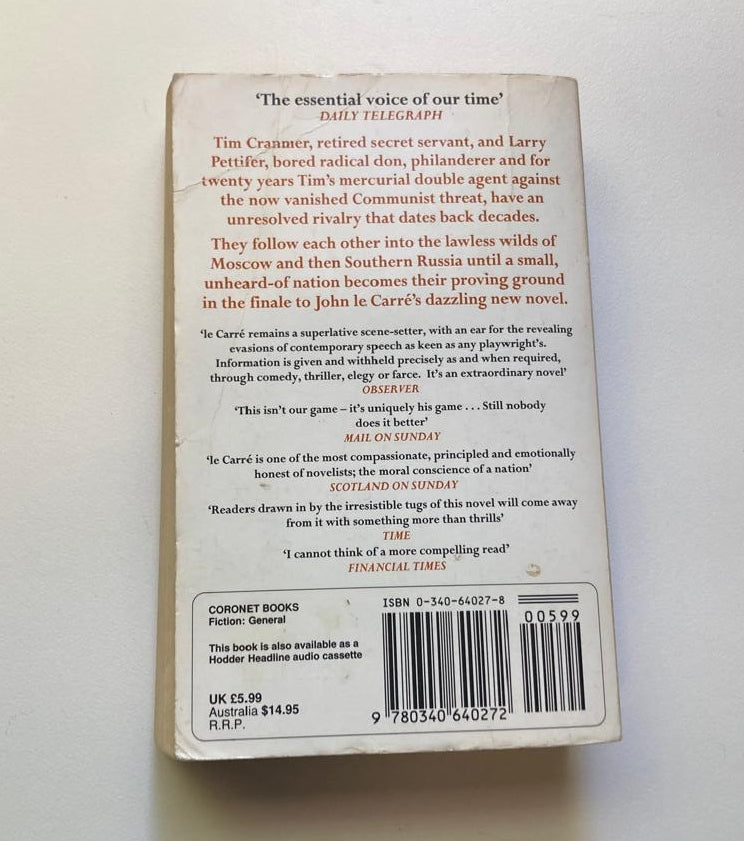 ‘The essential voice of our time’
DAILY TELEGRAPH
Tim Cranmer, retired secret servant, and Larry
Pettifer, bored radical don, philanderer and for
twenty years Tim’s mercurial double agent against
the now vanished Communist threat, have an
unresolved rivalry that dates back decades.
They follow each other into the lawless wilds of
Moscow and then Southern Russia until a small,
unheard-of nation becomes their proving ground
in the finale to John le Carré’s dazzling new novel.
‘le Carré remains a superlative scene-setter, with an ear for the revealing
evasions of contemporary speech as keen as any playwright’s.
Information is given and withheld precisely as and when required,
through comedy, thriller, elegy or farce. It’s an extraordinary novel’
OBSERVER
‘This isn’t our game – it’s uniquely his game . . . Still nobody
does it better’
MAIL ON SUNDAY
‘le Carré is one of the most compassionate, principled and emotionally
honest of novelists; the moral conscience of a nation’
SCOTLAND ON SUNDAY
‘Readers drawn in by the irresistible tugs of this novel will come away
from it with something more than thrills’
TIME
‘I cannot think of a more compelling read’
FINANCIAL TIMES
CORONET BOOKS
Fiction: General
This book is also available as a
Hodder Headline audio cassette
UK £5.99
Australia $14.95
R.R.P.
ISBN 0-340-64027-8
00599
9 780340 640272